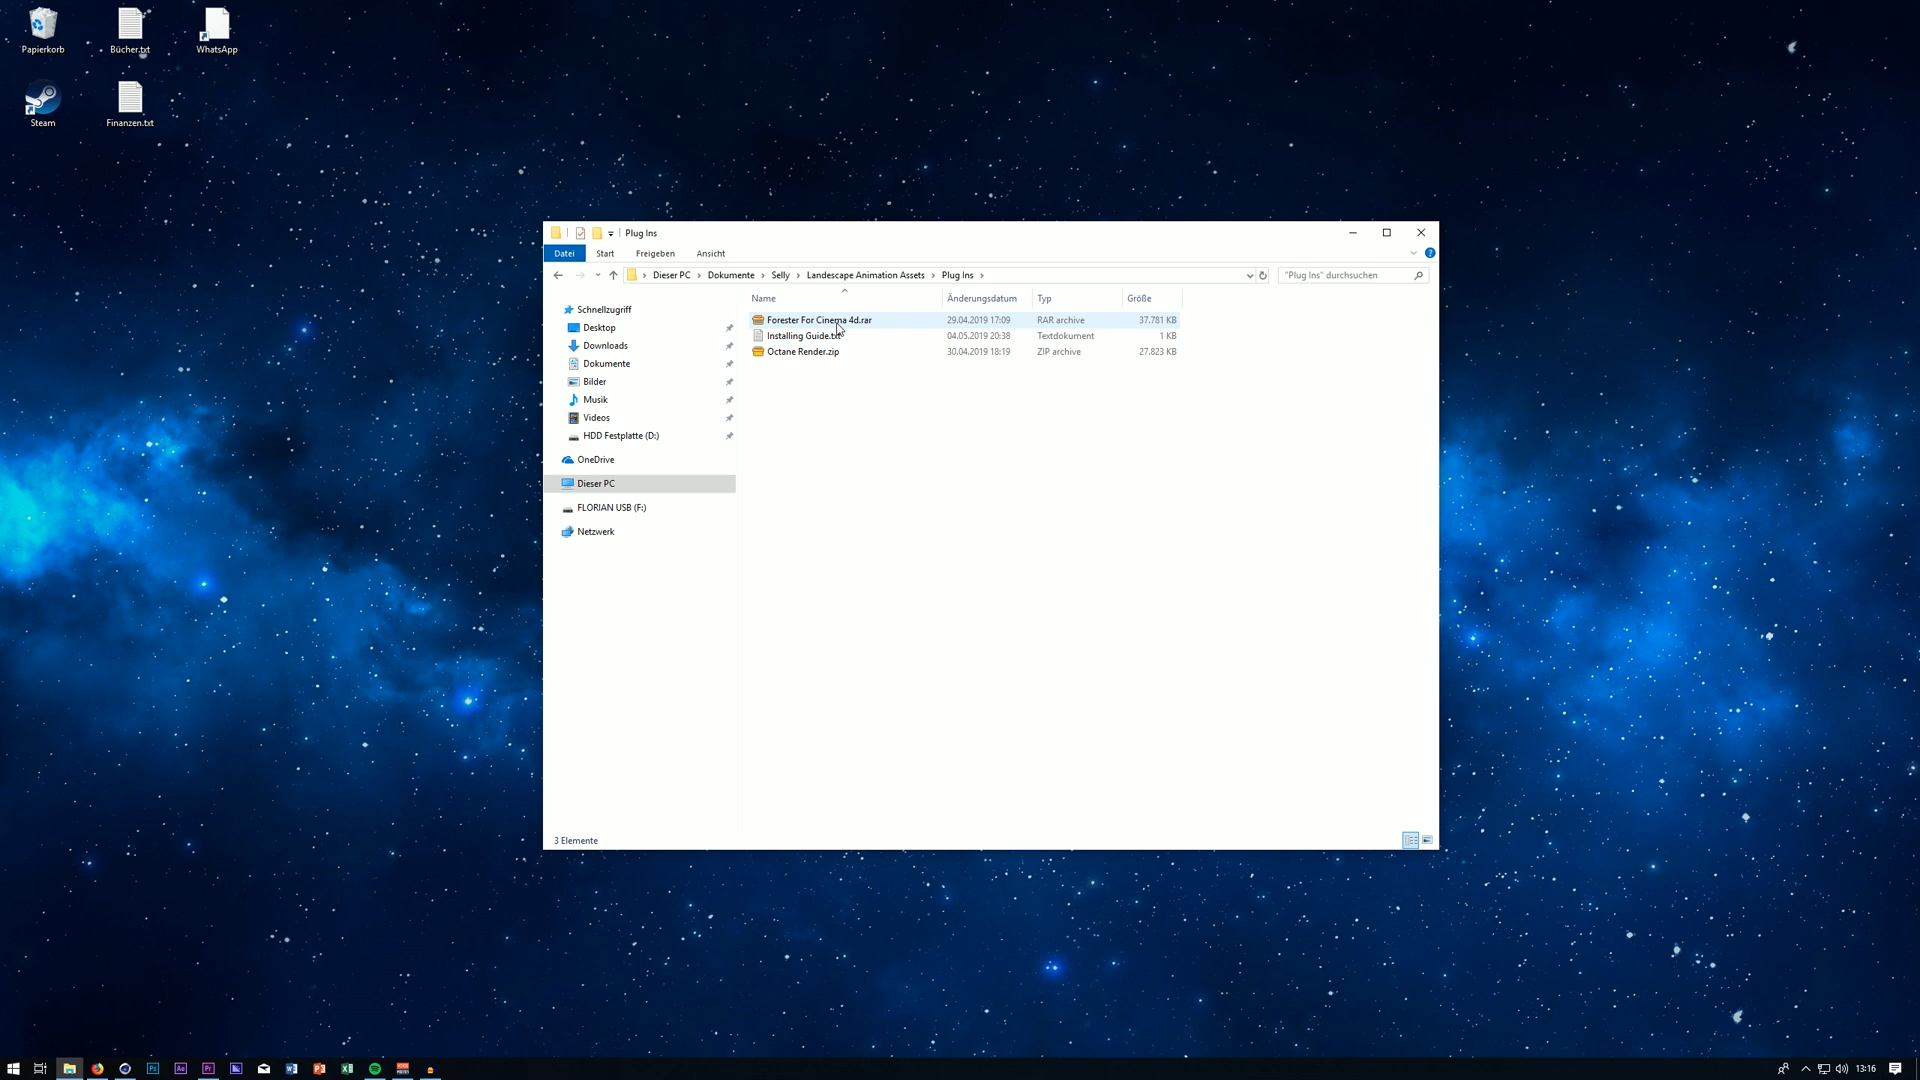 Papierkorb
Bücher.txt
WhatsApp
Steam
Finanzen.txt
Plug Ins
Datei Start Freigeben Ansicht
Dieser PC Dokumente Selly Landscape Animation Assets Plug Ins
"Plug Ins" durchsuchen
Name Änderungsdatum Typ Größe
Forester For Cinema 4d.rar 29.04.2019 17:09 RAR archive 37.781 KB
Installing Guide.txt 04.05.2019 20:38 Textdokument 1 KB
Octane Render.zip 30.04.2019 18:19 ZIP archive 27.823 KB
Schnellzugriff
Desktop
Downloads
Dokumente
Bilder
Musik
Videos
HDD Festplatte (D:)
OneDrive
Dieser PC
FLORIAN USB (F:)
Netzwerk
3 Elemente
Ps Ae Pr
13:16